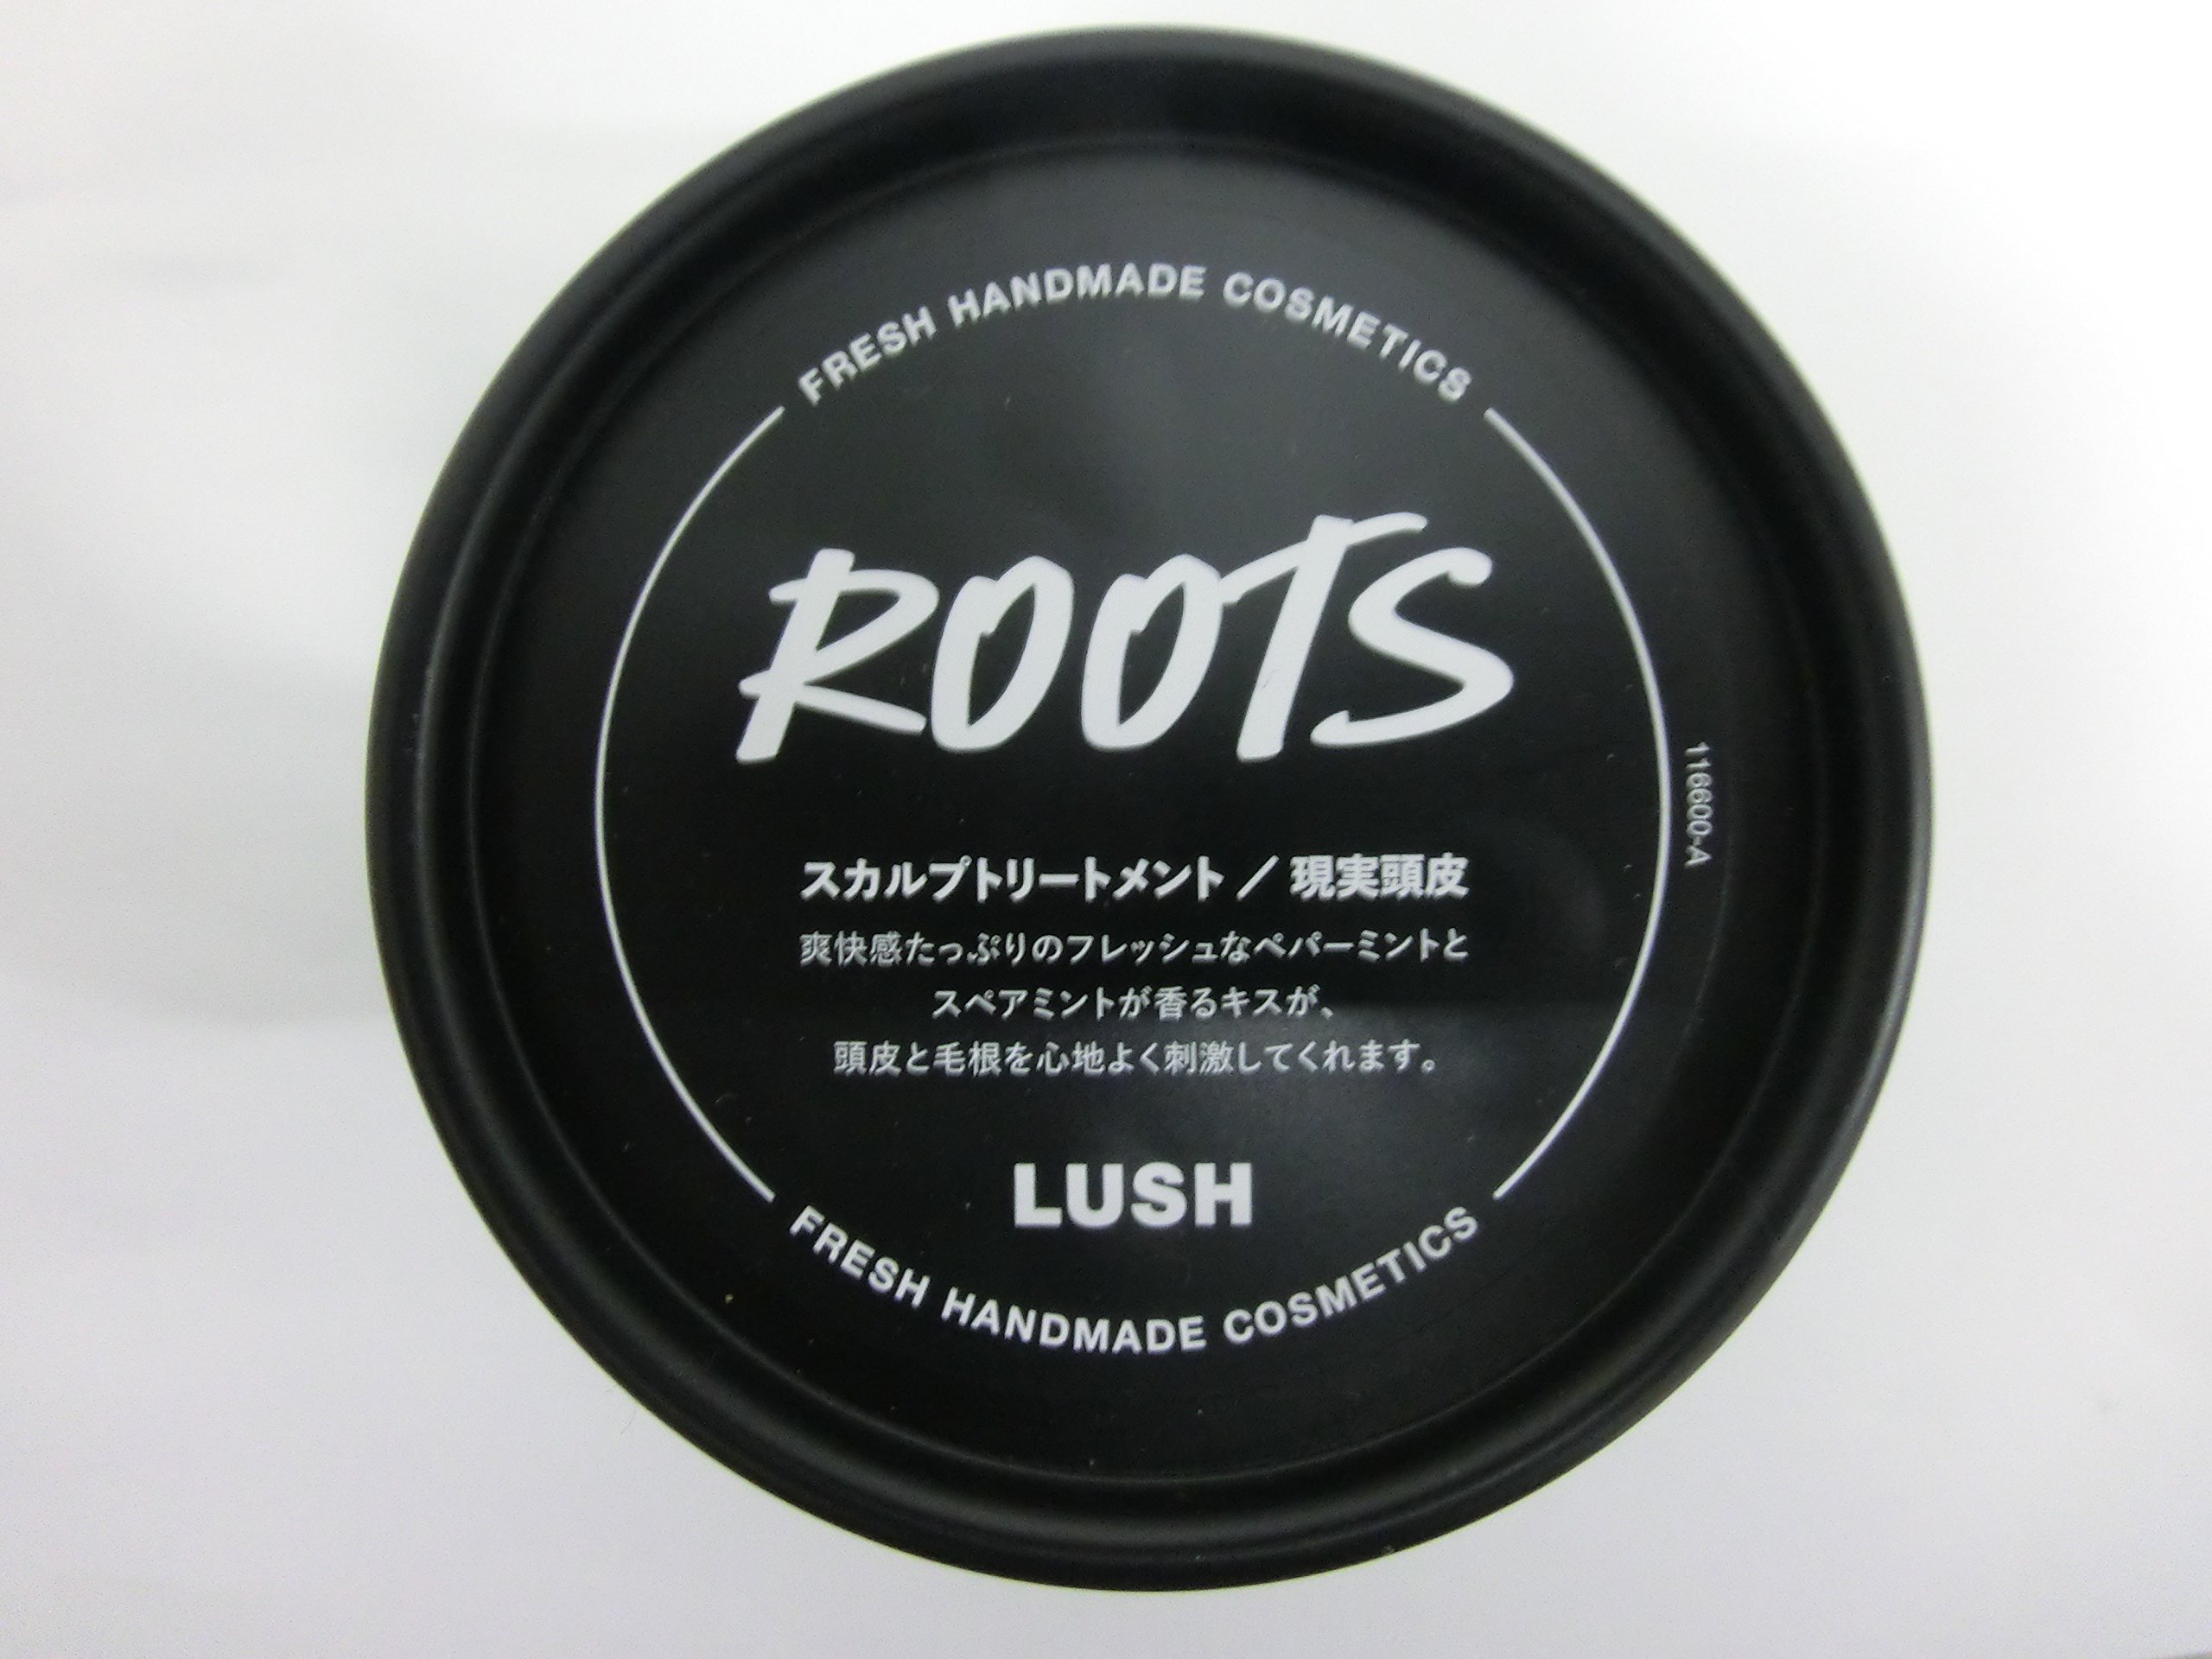 FRESH HANDMADE COSMETICS
ROOTS
116600-A
スカルプトリートメント／現実頭皮
爽快感たっぷりのフレッシュなペパーミントと
スペアミントが香るキスが、
頭皮と毛根を心地よく刺激してくれます。
LUSH
FRESH HANDMADE COSMETICS